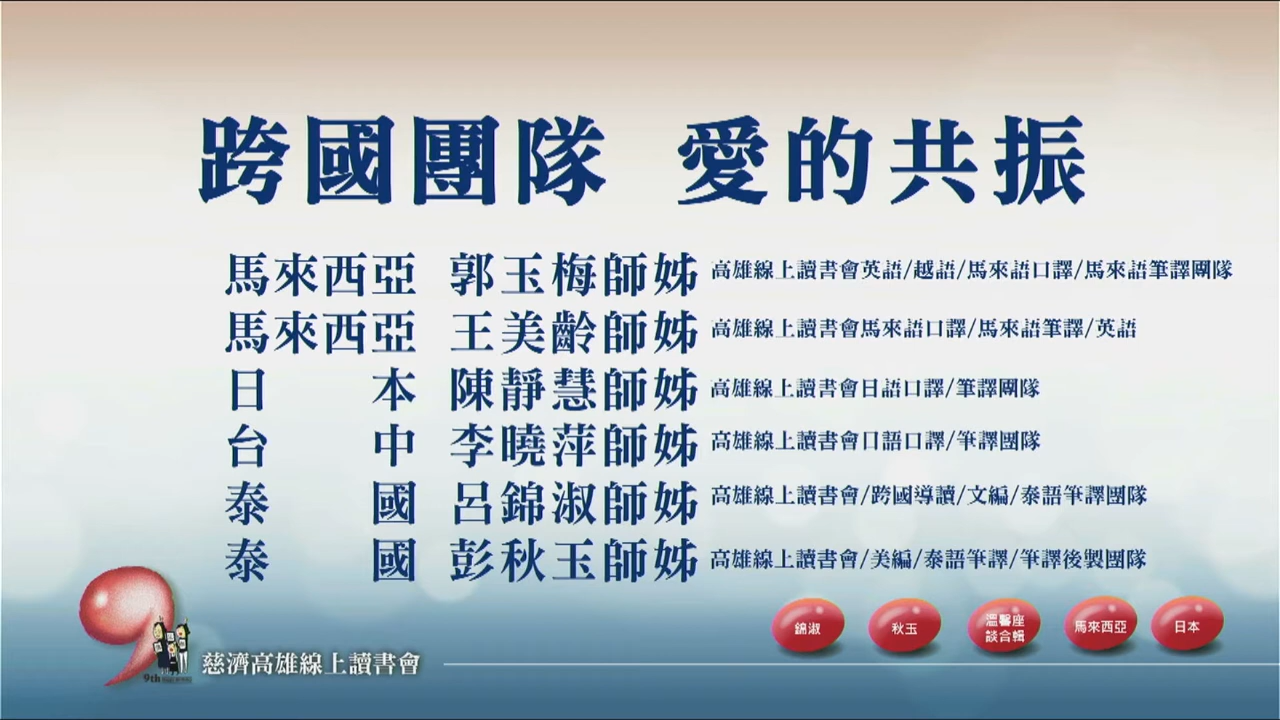 跨國團隊 愛的共振
馬來西亞 郭玉梅師姊 高雄線上讀書會英語/越語/馬來語口譯/馬來語筆譯團隊
馬來西亞 王美齡師姊 高雄線上讀書會馬來語口譯/馬來語筆譯/英語
日本 陳靜慧師姊 高雄線上讀書會日語口譯/筆譯團隊
台中 李曉萍師姊 高雄線上讀書會日語口譯/筆譯團隊
泰國 呂錦淑師姊 高雄線上讀書會/跨國導讀/文編/泰語筆譯團隊
泰國 彭秋玉師姊 高雄線上讀書會/美編/泰語筆譯/筆譯後製團隊
錦淑
秋玉
溫馨座
談合輯
馬來西亞
日本
9th
慈濟高雄線上讀書會